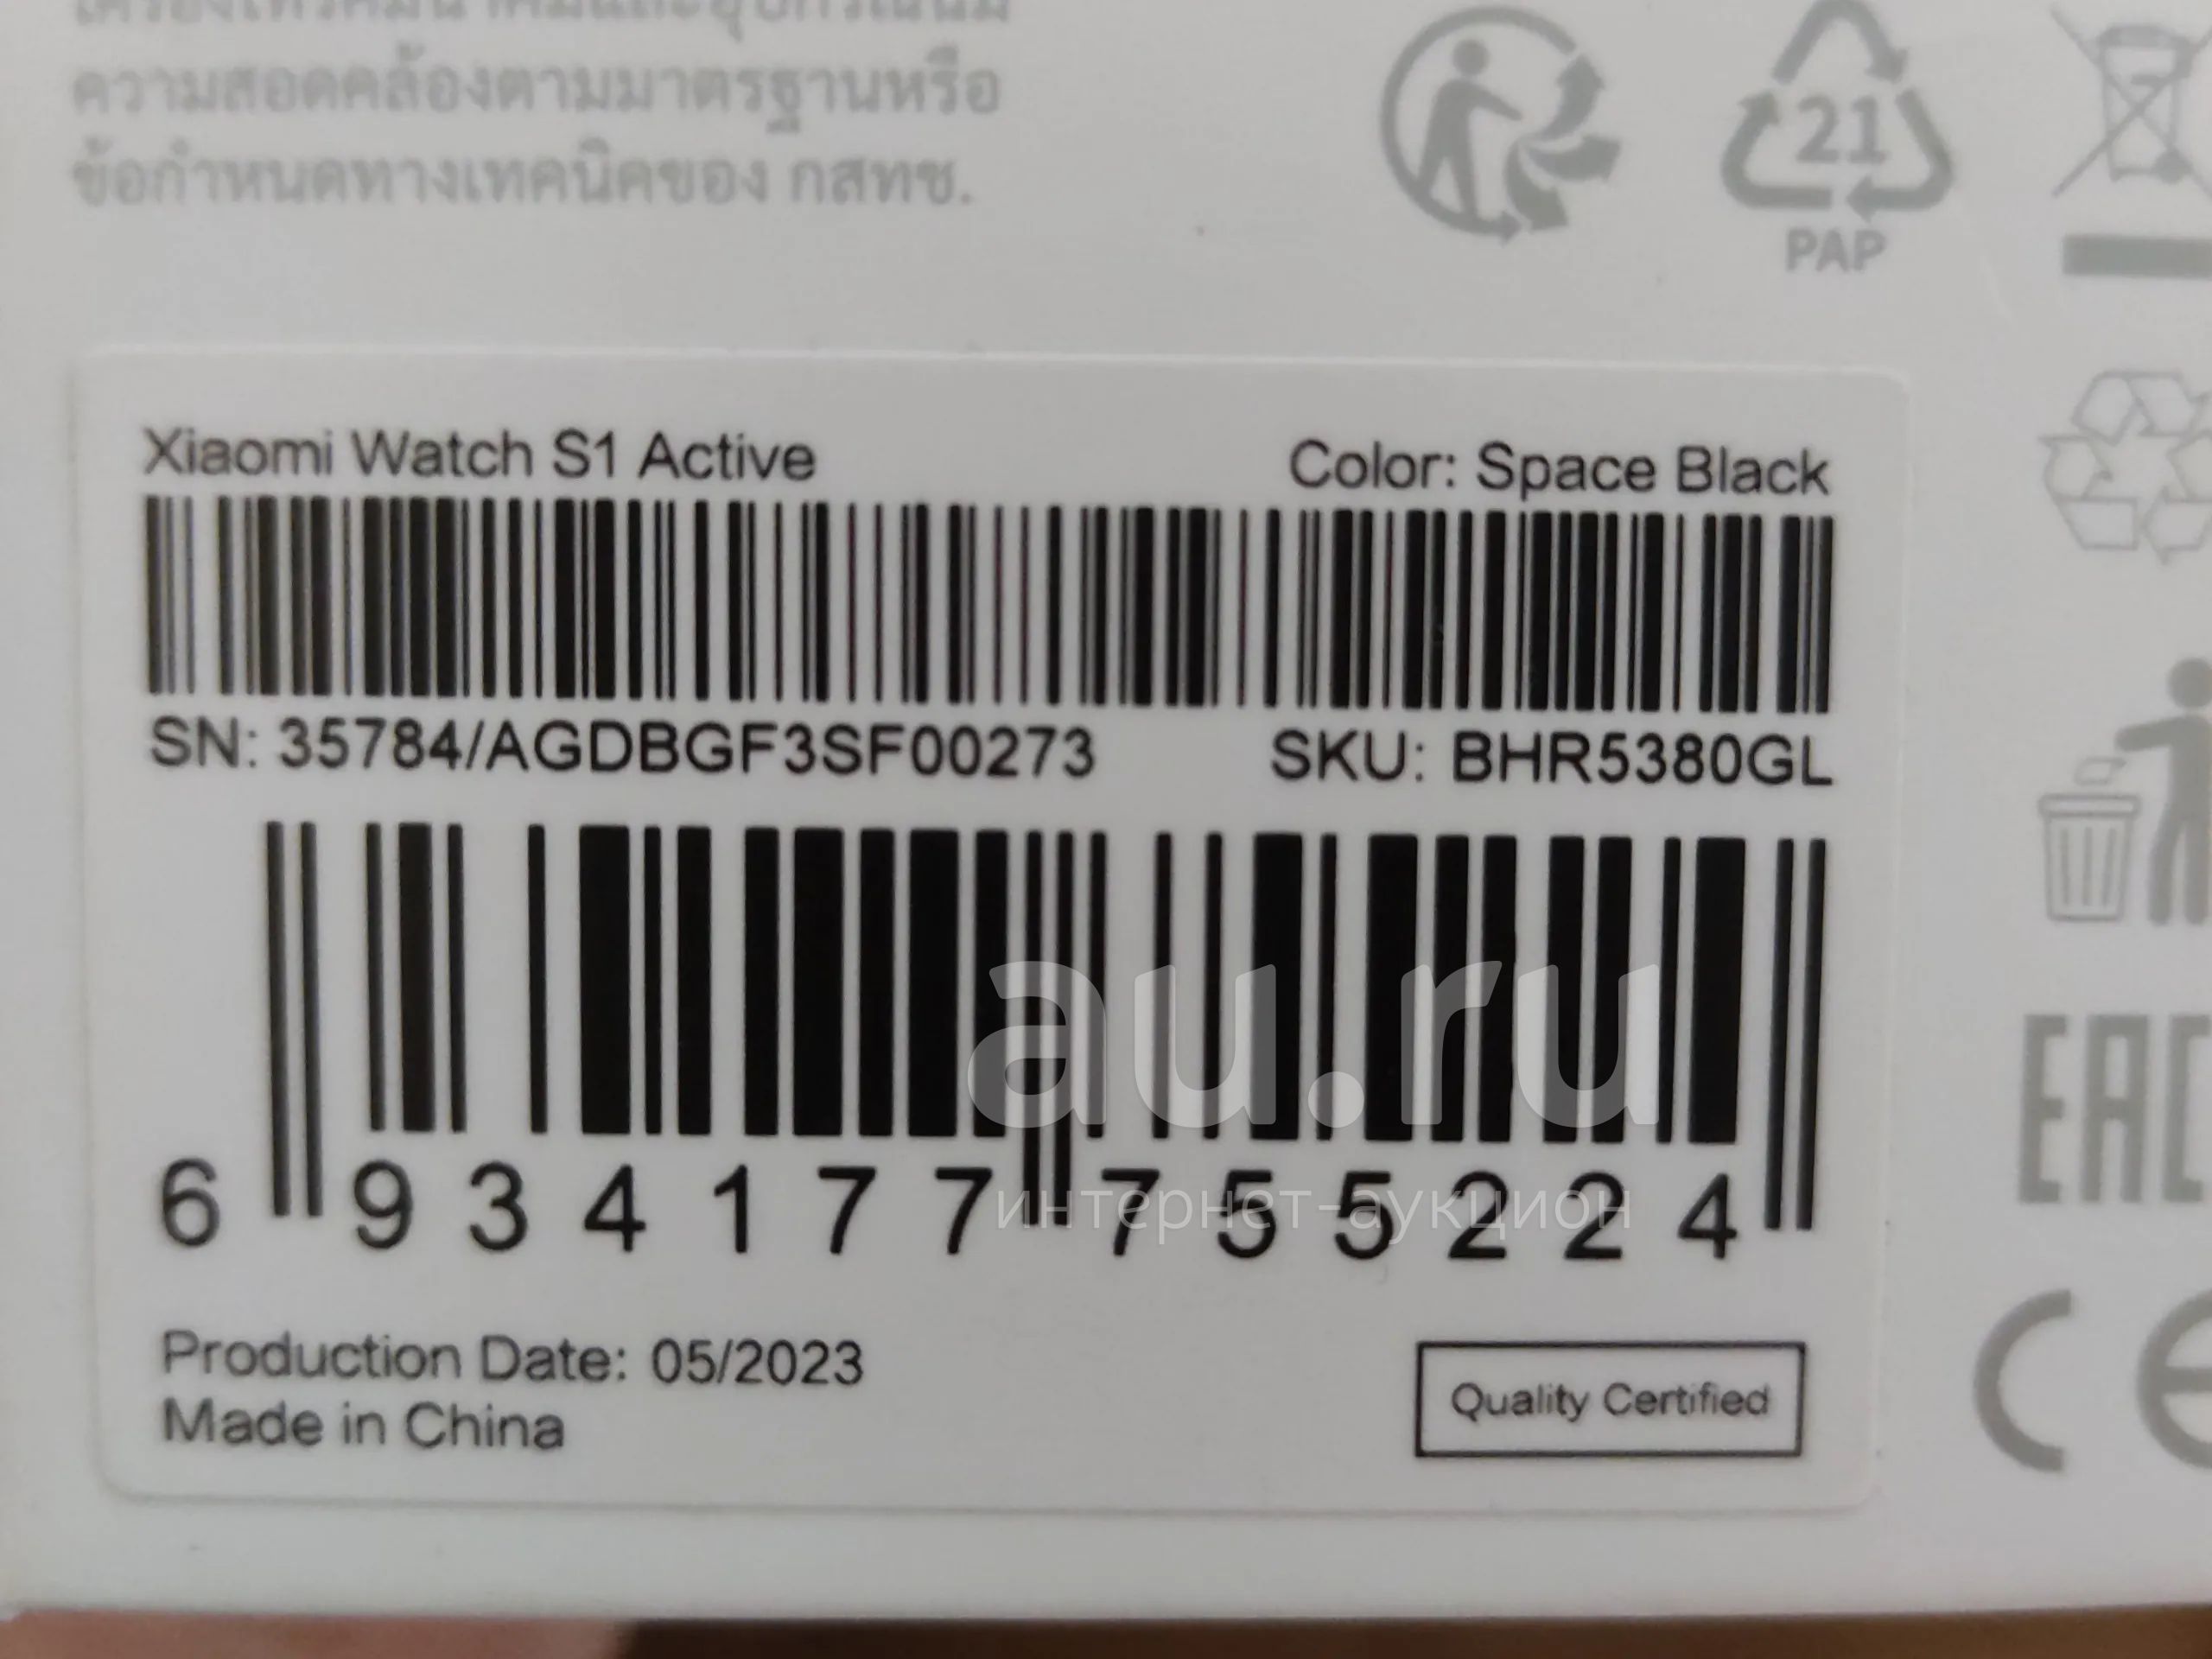 ความสอดคล้องตามมาตรฐานหรือ
ข้อกำหนดทางเทคนิคของ กสทช.
21
PAP
Xiaomi Watch S1 Active
Color: Space Black
SN: 35784/AGDBGF3SF00273
SKU: BHR5380GL
6 934177 755224
au.ru
интернет-аукцион
Production Date: 05/2023
Made in China
Quality Certified
EAC
CE